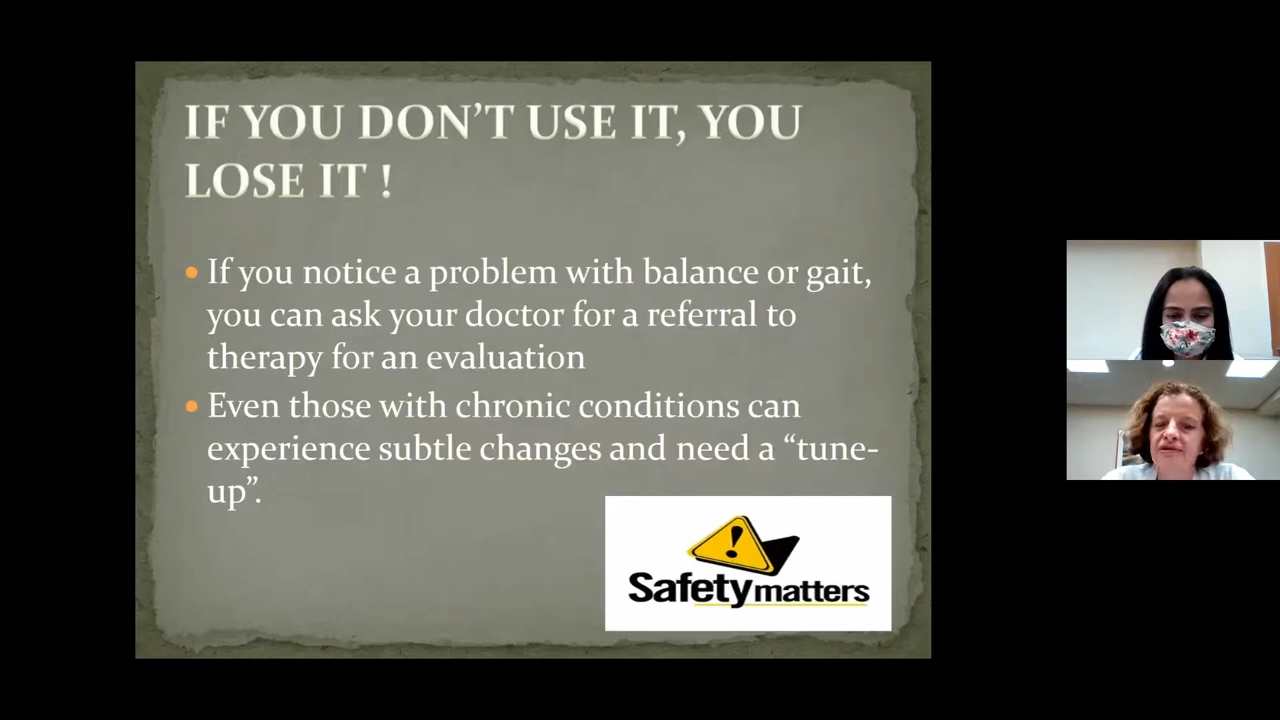 IF YOU DON'T USE IT, YOU
LOSE IT !
• If you notice a problem with balance or gait,
you can ask your doctor for a referral to
therapy for an evaluation
• Even those with chronic conditions can
experience subtle changes and need a “tune-
up”.
Safety matters